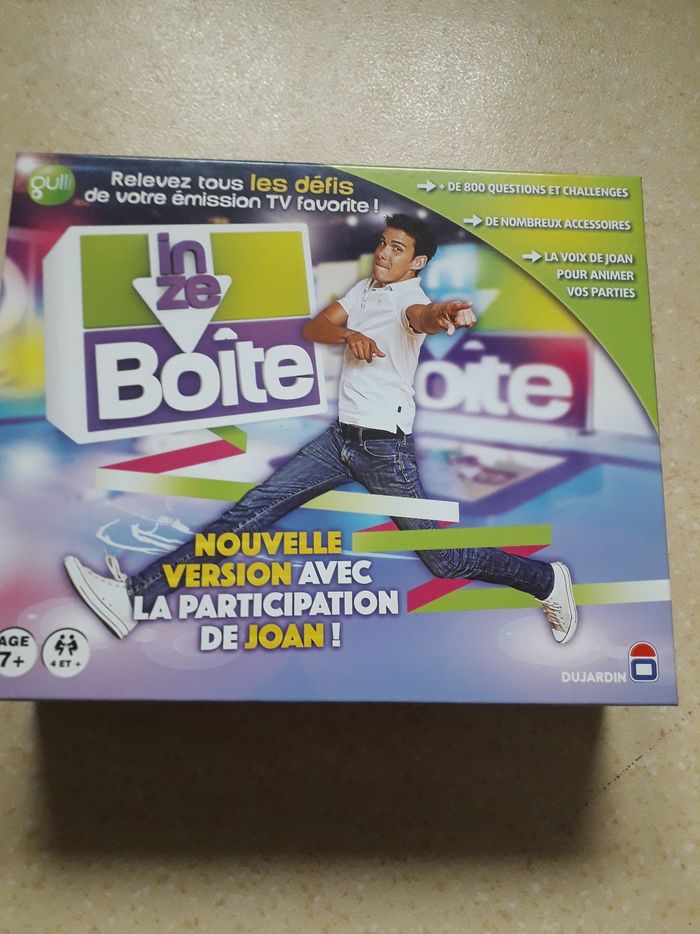 gulli
Relevez tous les défis
de votre émission TV favorite !
→ + DE 800 QUESTIONS ET CHALLENGES
→ DE NOMBREUX ACCESSOIRES
→ LA VOIX DE JOAN
POUR ANIMER
VOS PARTIES
in
ze
Boîte
oîte
NOUVELLE
VERSION AVEC
LA PARTICIPATION
DE JOAN !
AGE
7+
4 ET +
DUJARDIN